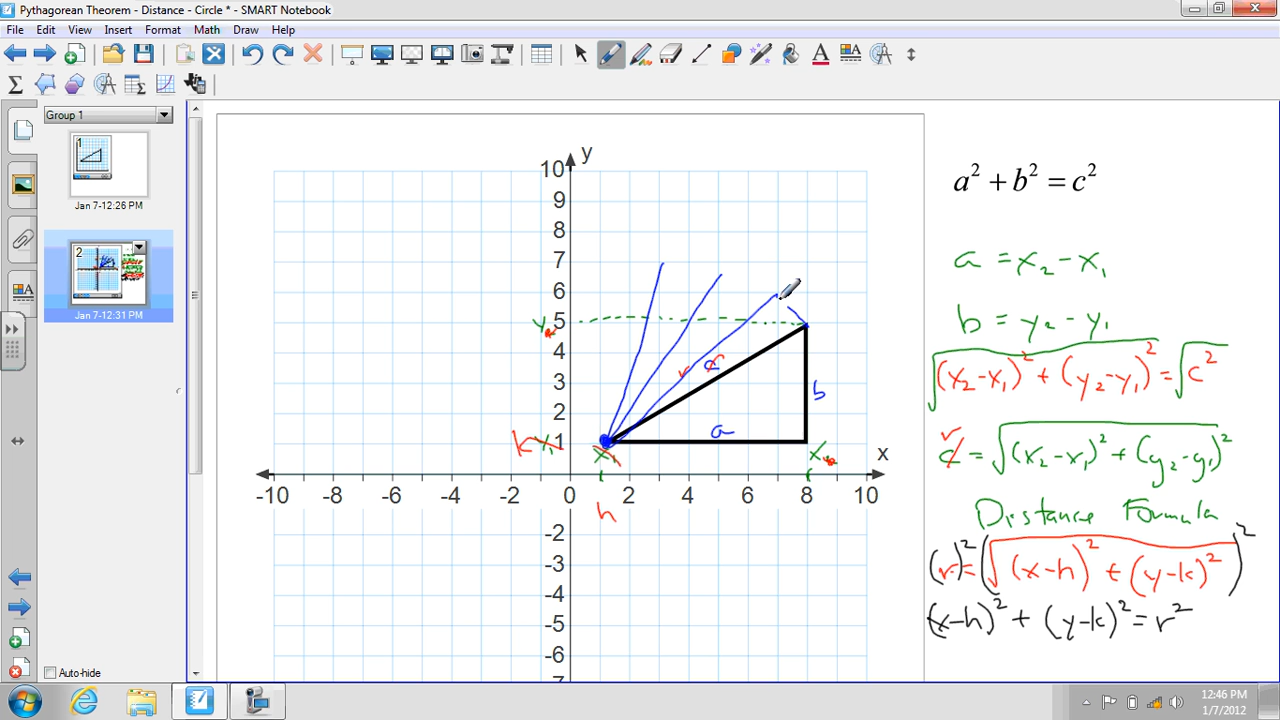 Pythagorean Theorem - Distance - Circle * - SMART Notebook
File Edit View Insert Format Math Draw Help
Group 1
1
Jan 7-12:26 PM
2
Jan 7-12:31 PM
Auto-hide
y
10
9
8
7
6
y₂ 5
4
3
2
k y₁ 1
x
-10 -8 -6 -4 -2 0 2 4 6 8 10
-2
-3
-4
-5
-6
-7
r c
b
a
x₁
x₂
h
a² + b² = c²
a = x₂ - x₁
b = y₂ - y₁
√(x₂-x₁)² + (y₂-y₁)² = √c²
r c = √(x₂-x₁)² + (y₂-y₁)²
Distance Formula
(r)² = (√(x-h)² + (y-k)²)²
(x-h)² + (y-k)² = r²
12:46 PM
1/7/2012